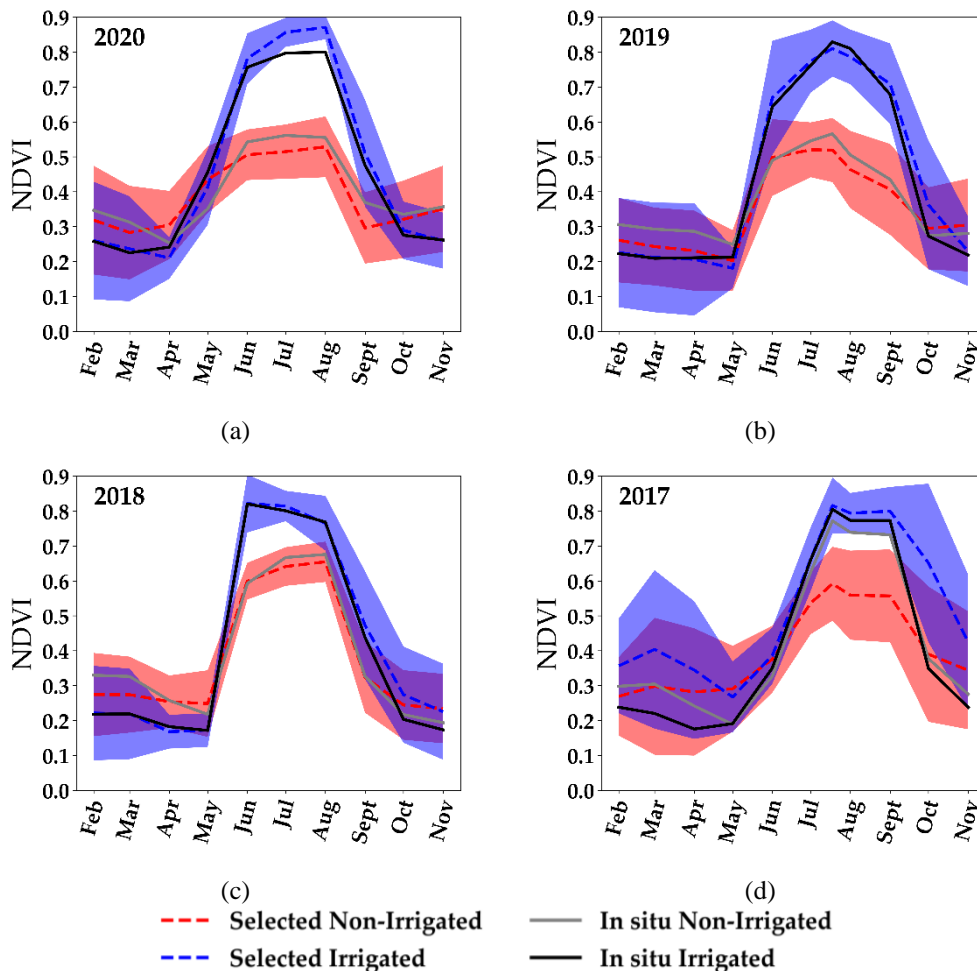 2020
NDVI
0.9
0.8
0.7
0.6
0.5
0.4
0.3
0.2
0.1
0.0
Feb
Mar
Apr
May
Jun
Jul
Aug
Sept
Oct
Nov
(a)
2019
NDVI
0.9
0.8
0.7
0.6
0.5
0.4
0.3
0.2
0.1
0.0
Feb
Mar
Apr
May
Jun
Jul
Aug
Sept
Oct
Nov
(b)
2018
NDVI
0.9
0.8
0.7
0.6
0.5
0.4
0.3
0.2
0.1
0.0
Feb
Mar
Apr
May
Jun
Jul
Aug
Sept
Oct
Nov
(c)
2017
NDVI
0.9
0.8
0.7
0.6
0.5
0.4
0.3
0.2
0.1
0.0
Feb
Mar
Apr
May
Jun
Jul
Aug
Sept
Oct
Nov
(d)
Selected Non-Irrigated
Selected Irrigated
In situ Non-Irrigated
In situ Irrigated